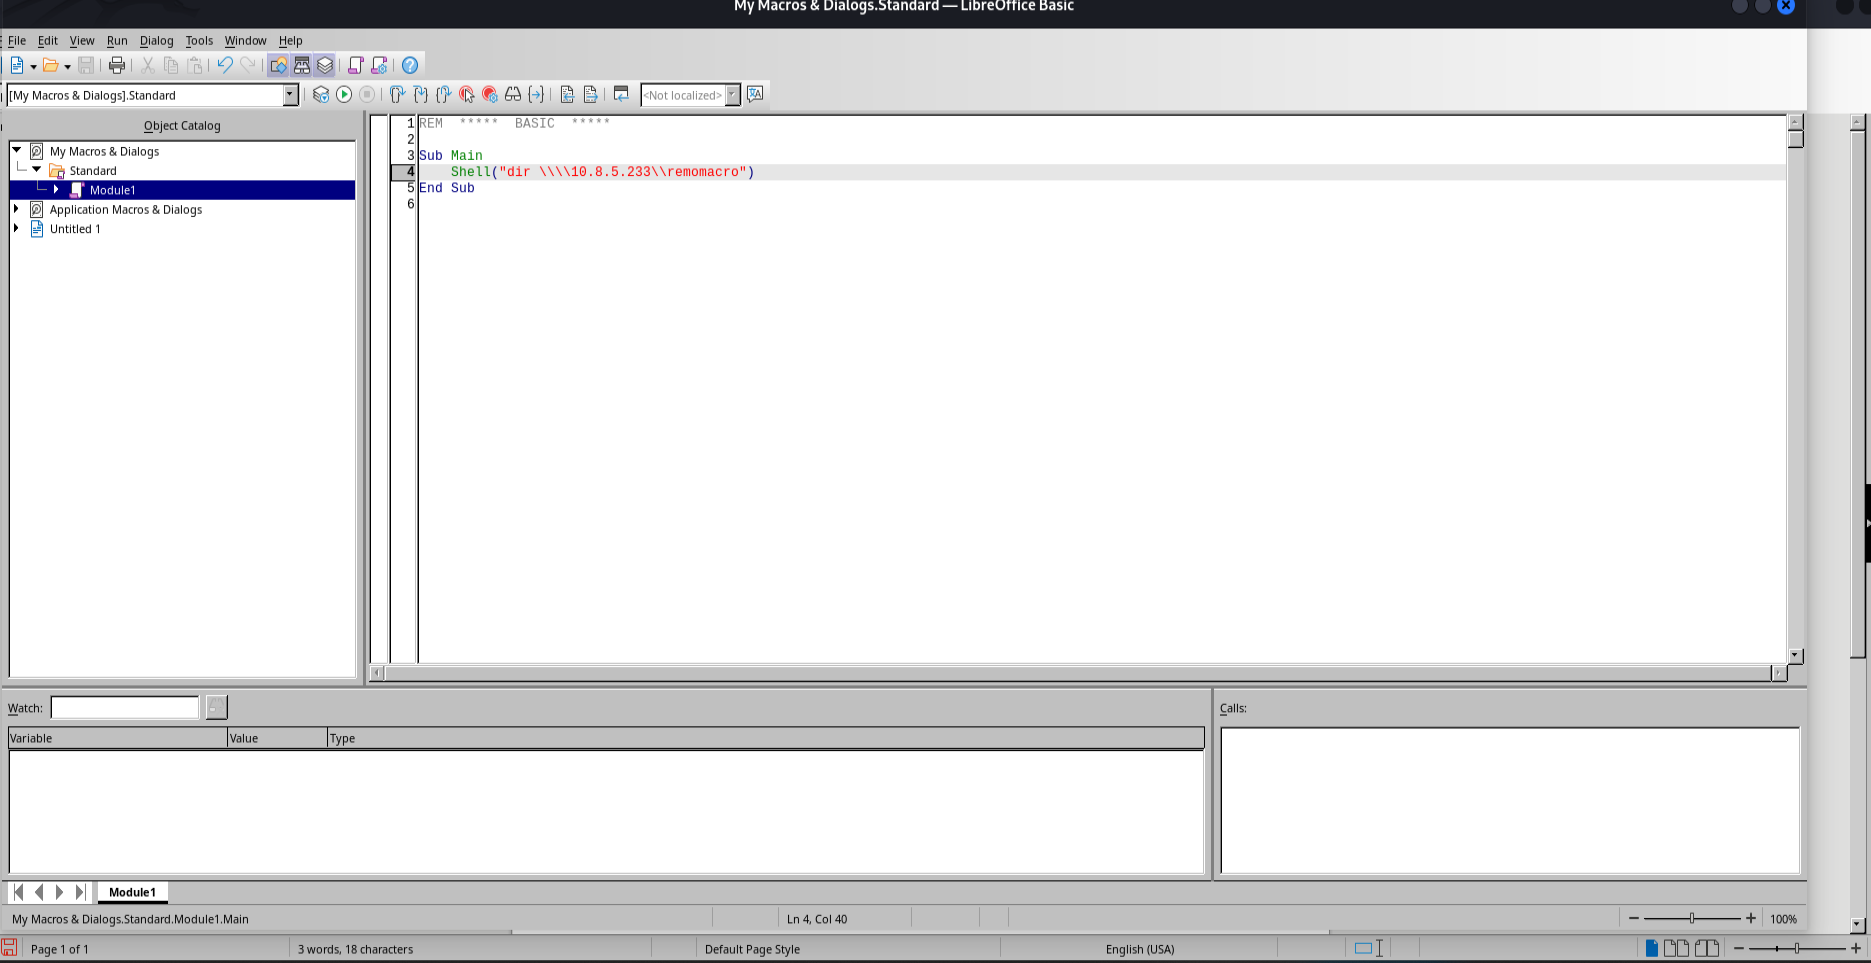 My Macros & Dialogs.Standard — LibreOffice Basic
File Edit View Run Dialog Tools Window Help
[My Macros & Dialogs].Standard
<Not localized>
Object Catalog
My Macros & Dialogs
Standard
Module1
Application Macros & Dialogs
Untitled 1
1 REM  *****  BASIC  *****
2
3 Sub Main
4     Shell("dir \\\\10.8.5.233\\remomacro")
5 End Sub
6
Watch:
Calls:
Variable Value Type
Module1
My Macros & Dialogs.Standard.Module1.Main Ln 4, Col 40 100%
Page 1 of 1 3 words, 18 characters Default Page Style English (USA)